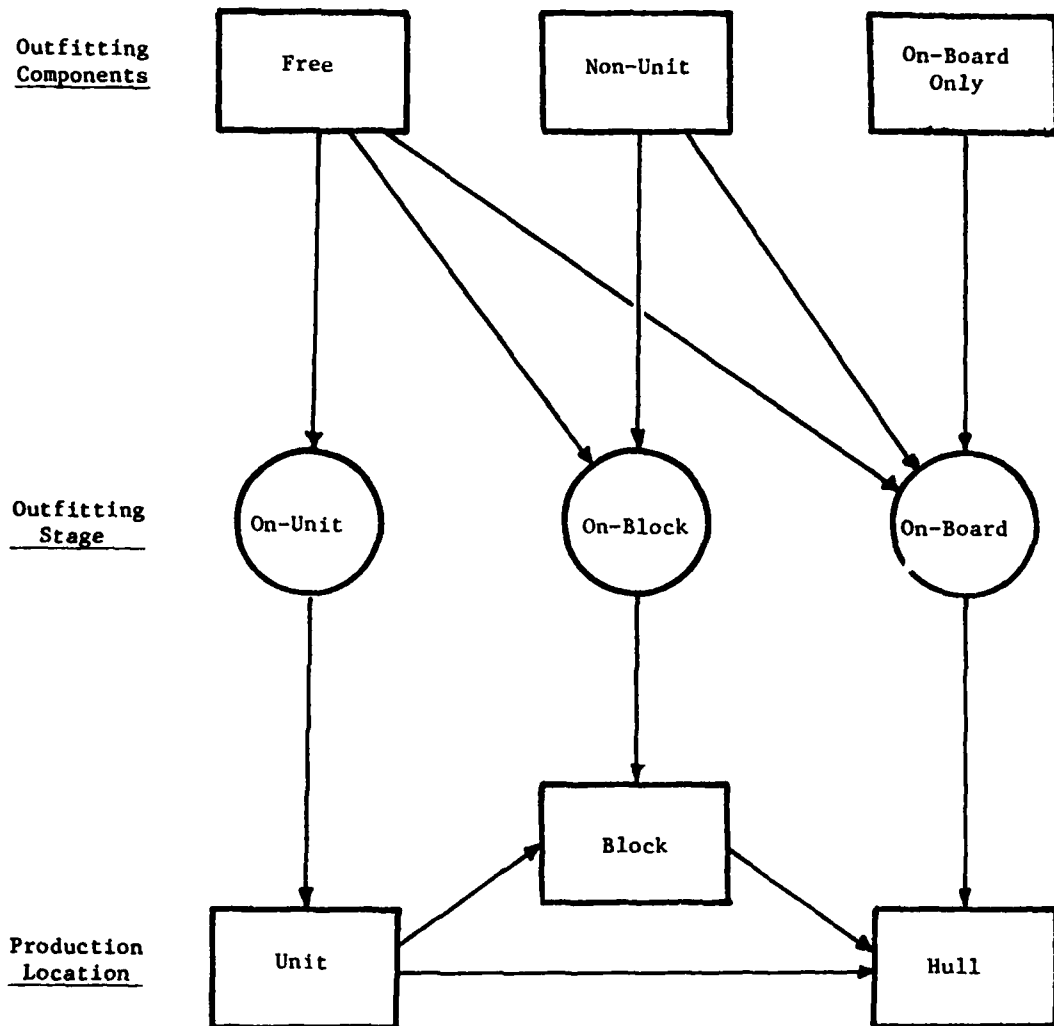 Outfitting
Components
Free
Non-Unit
On-Board
Only
Outfitting
Stage
On-Unit
On-Block
On-Board
Block
Production
Location
Unit
Hull